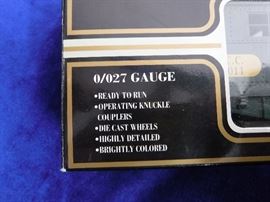 0/027 GAUGE
•READY TO RUN
•OPERATING KNUCKLE
COUPLERS
•DIE CAST WHEELS
•HIGHLY DETAILED
•BRIGHTLY COLORED